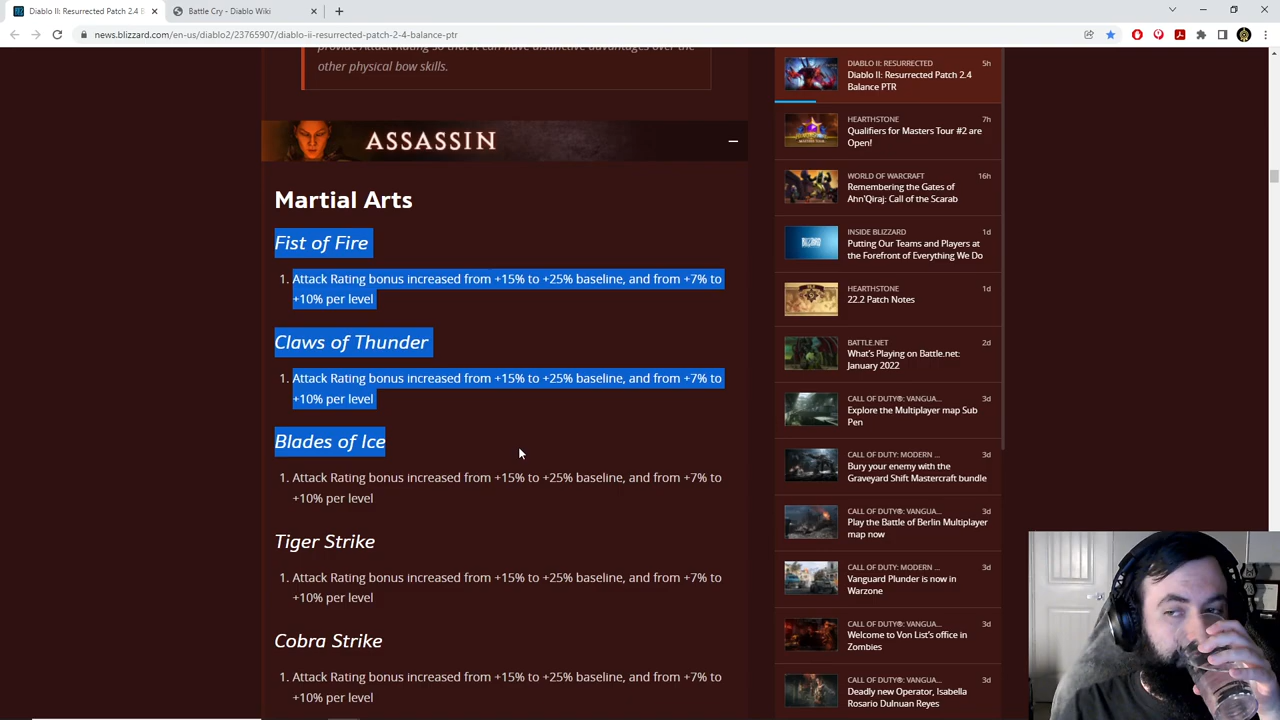 Diablo II: Resurrected Patch 2.4 B
Battle Cry - Diablo Wiki
news.blizzard.com/en-us/diablo2/23765907/diablo-ii-resurrected-patch-2-4-balance-ptr
provide Attack Rating so that it can have distinctive advantages over the
other physical bow skills.
ASSASSIN
Martial Arts
Fist of Fire
1. Attack Rating bonus increased from +15% to +25% baseline, and from +7% to
+10% per level
Claws of Thunder
1. Attack Rating bonus increased from +15% to +25% baseline, and from +7% to
+10% per level
Blades of Ice
1. Attack Rating bonus increased from +15% to +25% baseline, and from +7% to
+10% per level
Tiger Strike
1. Attack Rating bonus increased from +15% to +25% baseline, and from +7% to
+10% per level
Cobra Strike
1. Attack Rating bonus increased from +15% to +25% baseline, and from +7% to
+10% per level
DIABLO II: RESURRECTED 5h
Diablo II: Resurrected Patch 2.4
Balance PTR
HEARTHSTONE 7h
Qualifiers for Masters Tour #2 are
Open!
WORLD OF WARCRAFT 16h
Remembering the Gates of
Ahn'Qiraj: Call of the Scarab
INSIDE BLIZZARD 1d
Putting Our Teams and Players at
the Forefront of Everything We Do
HEARTHSTONE 1d
22.2 Patch Notes
BATTLE.NET 2d
What's Playing on Battle.net:
January 2022
CALL OF DUTY®: VANGUA... 3d
Explore the Multiplayer map Sub
Pen
CALL OF DUTY: MODERN ... 3d
Bury your enemy with the
Graveyard Shift Mastercraft bundle
CALL OF DUTY®: VANGUA... 3d
Play the Battle of Berlin Multiplayer
map now
CALL OF DUTY: MODERN ... 3d
Vanguard Plunder is now in
Warzone
CALL OF DUTY®: VANGUA... 3d
Welcome to Von List's office in
Zombies
CALL OF DUTY®: VANGUA... 3d
Deadly new Operator, Isabella
Rosario Dulnuan Reyes